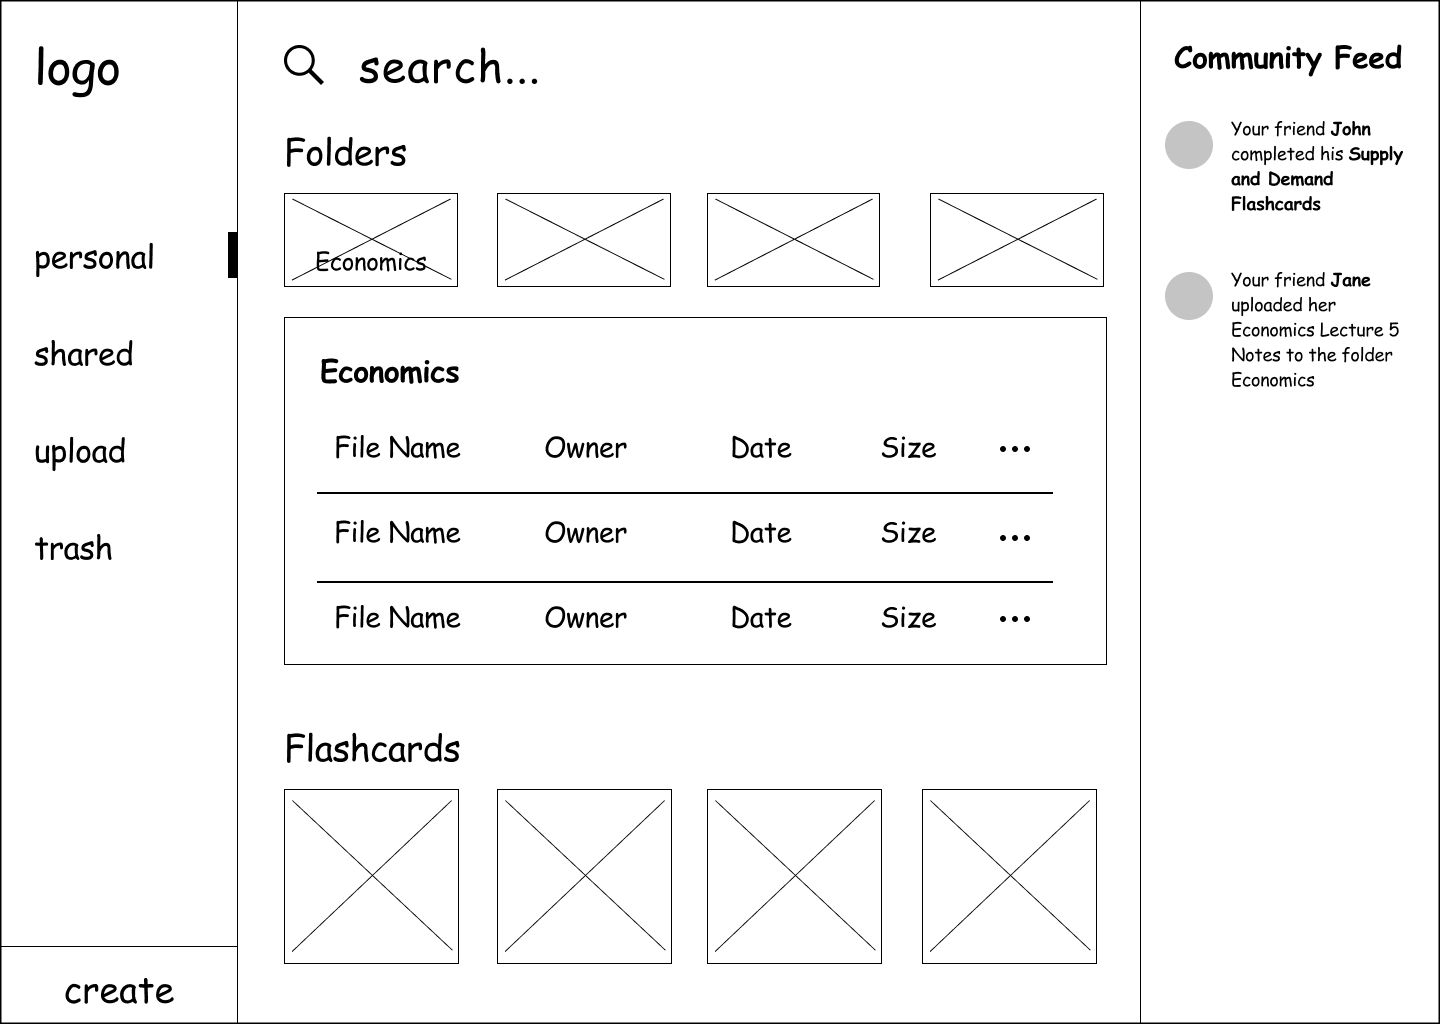 logo
personal
shared
upload
trash
create
search...
Folders
Economics
Economics
File Name Owner Date Size ...
File Name Owner Date Size ...
File Name Owner Date Size ...
Flashcards
Community Feed
Your friend John
completed his Supply
and Demand
Flashcards
Your friend Jane
uploaded her
Economics Lecture 5
Notes to the folder
Economics